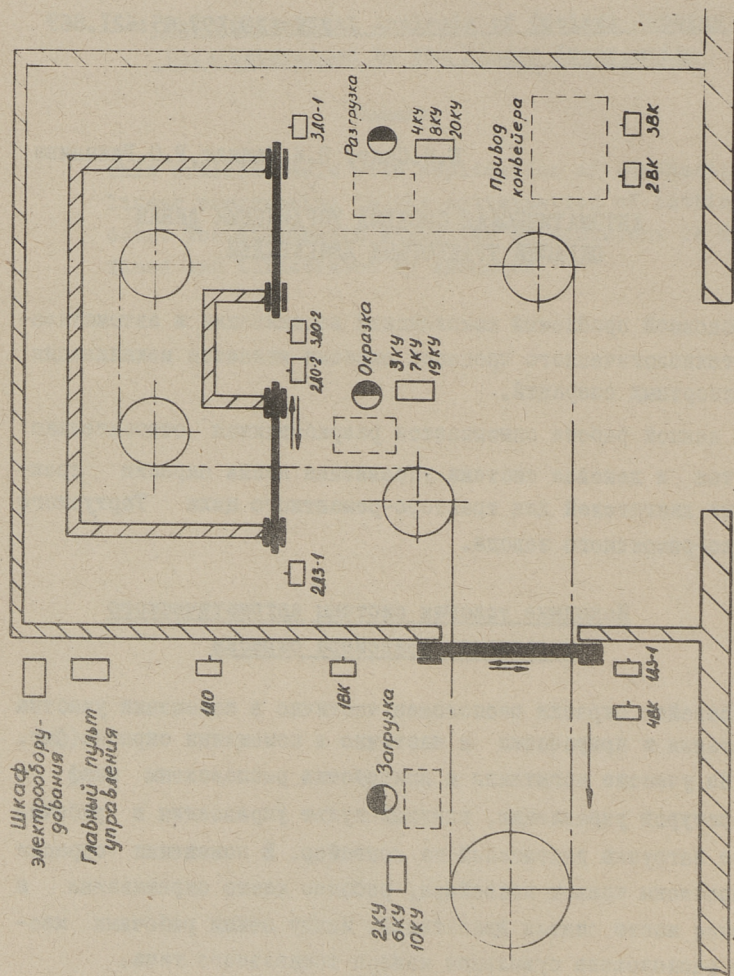 Шкаф
электрообору-
дования
Главный пульт
управления
1ДО
1ВК
Загрузка
2КУ
6КУ
10КУ
4ВК
1ДЗ-1
2ДЗ-1
2ДО-2
3ДО-2
Окразка
3КУ
7КУ
19КУ
3ДО-1
Разгрузка
4КУ
8КУ
20КУ
Привод
конвейера
2ВК
3ВК